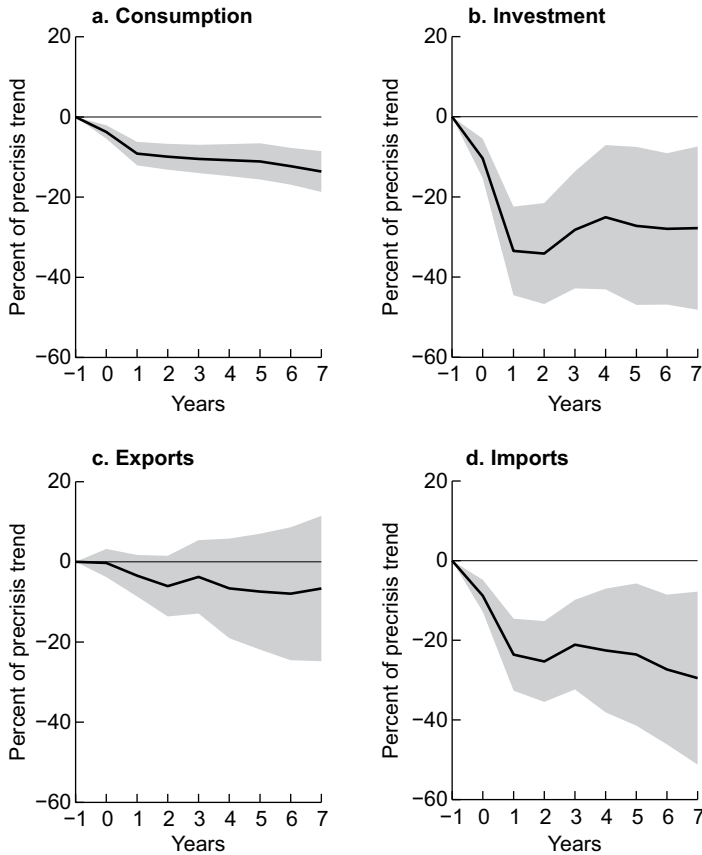 a. Consumption
Percent of precrisis trend
20
0
−20
−40
−60
−1 0 1 2 3 4 5 6 7
Years
b. Investment
Percent of precrisis trend
20
0
−20
−40
−60
−1 0 1 2 3 4 5 6 7
Years
c. Exports
Percent of precrisis trend
20
0
−20
−40
−60
−1 0 1 2 3 4 5 6 7
Years
d. Imports
Percent of precrisis trend
20
0
−20
−40
−60
−1 0 1 2 3 4 5 6 7
Years